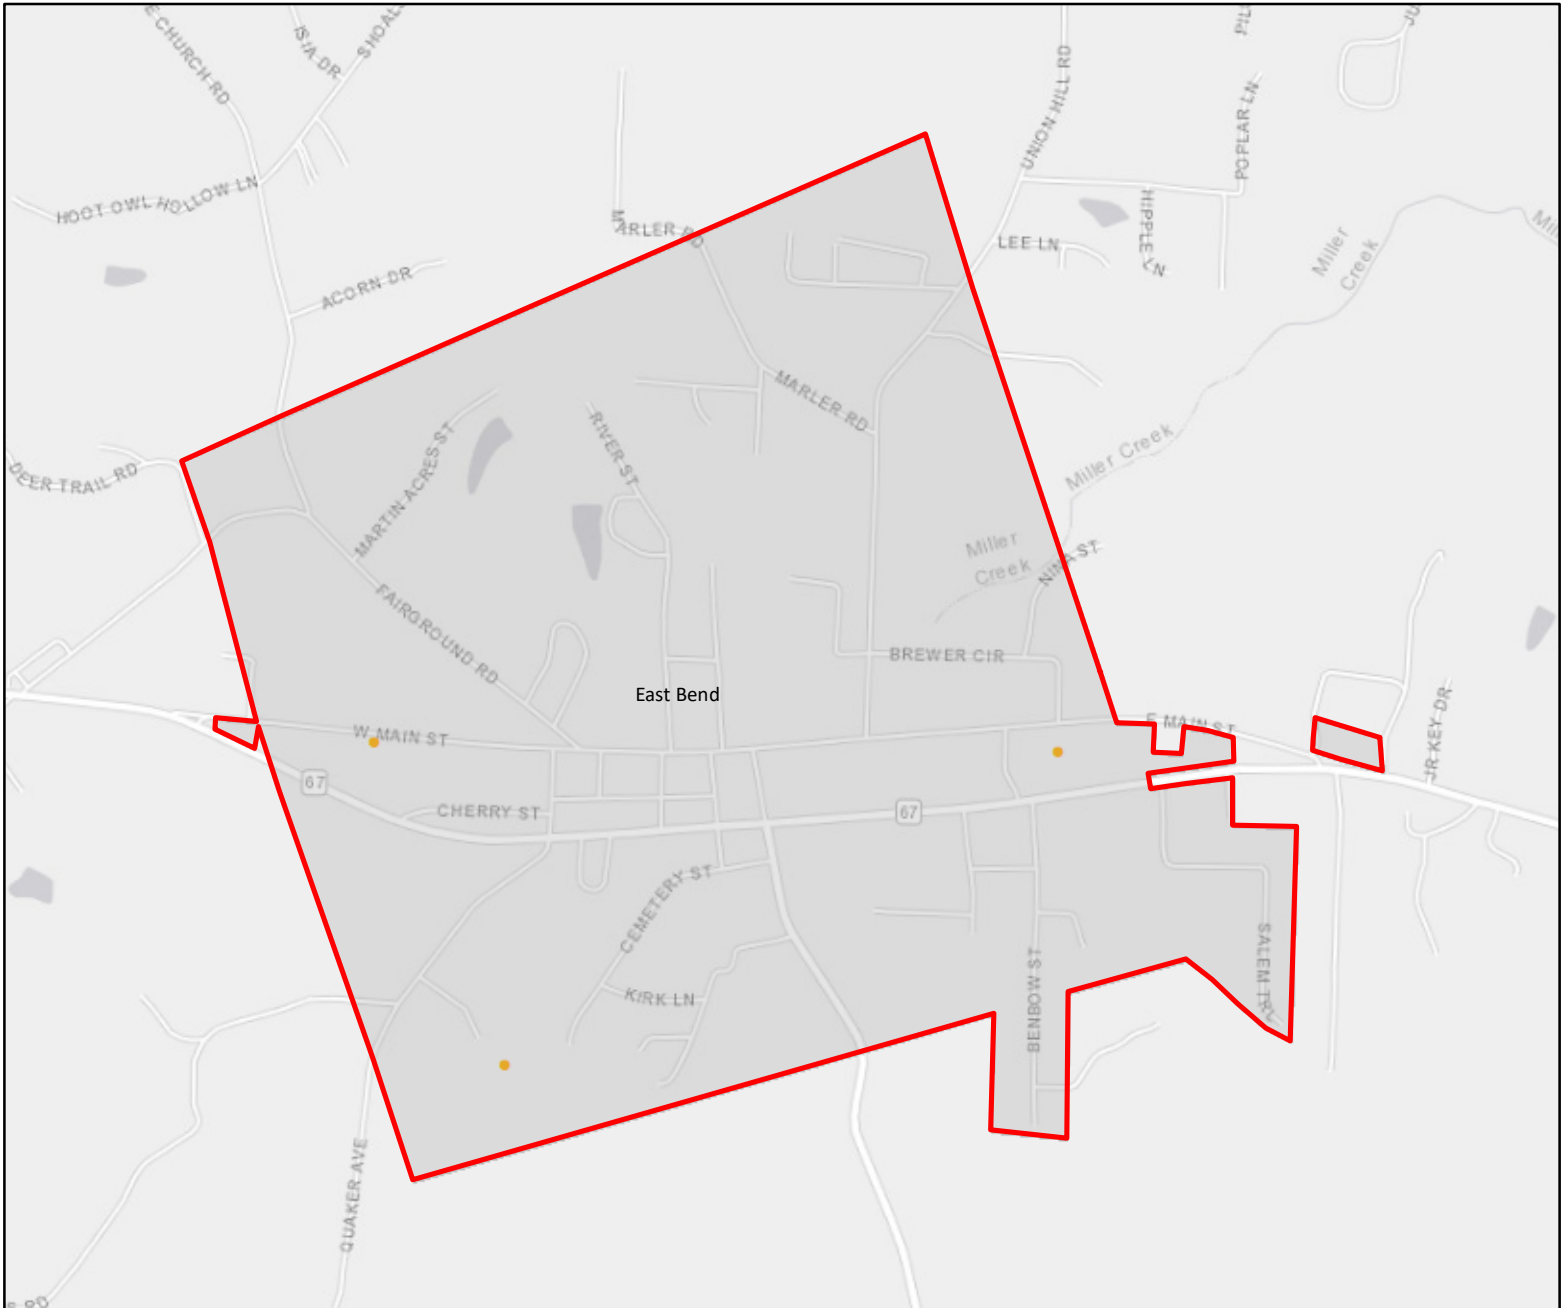 E CHURCH RD
ISIA DR
UNION HILL RD
POPLAR LN
HOOT OWL HOLLOW LN
MARLER RD
LEE LN
HIPPLE LN
Miller
Creek
ACORN DR
MARLER RD
RIVER ST
MARTIN ACRES ST
Miller Creek
DEER TRAIL RD
Miller
Creek
NINA ST
FAIRGROUND RD
BREWER CIR
East Bend
W MAIN ST
E MAIN ST
JR KEY DR
67
CHERRY ST
67
CEMETERY ST
SALEM TRL
BENBOW ST
KIRK LN
QUAKER AVE
RD